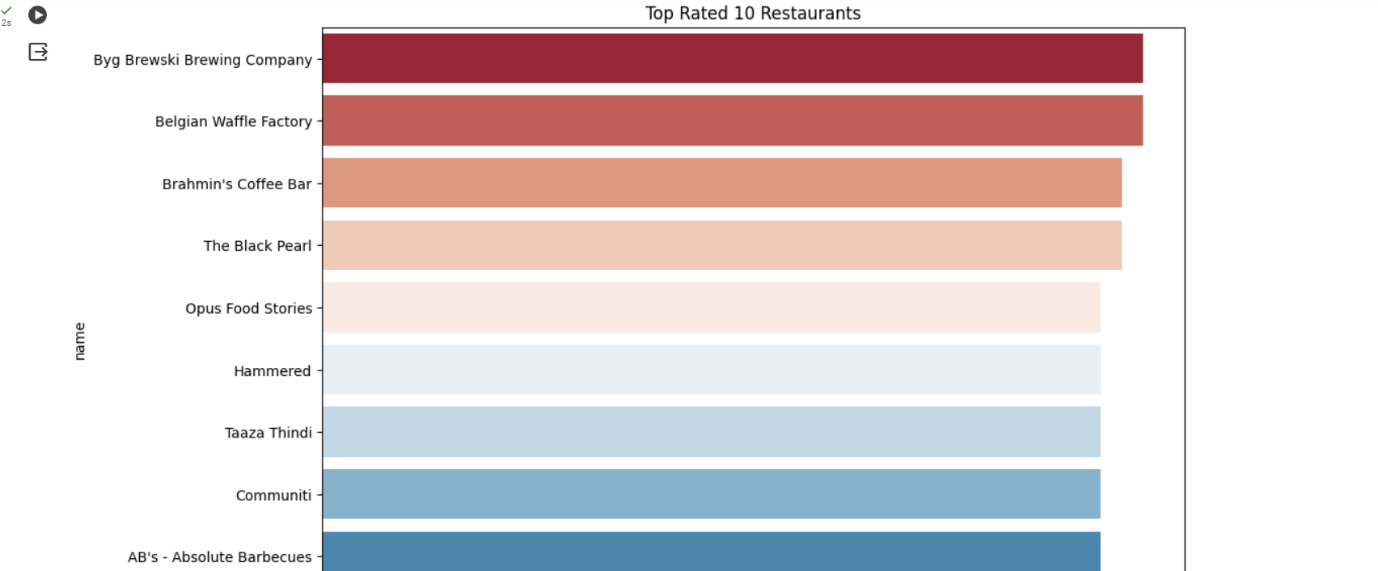 2s
Top Rated 10 Restaurants
Byg Brewski Brewing Company
Belgian Waffle Factory
Brahmin's Coffee Bar
The Black Pearl
Opus Food Stories
name
Hammered
Taaza Thindi
Communiti
AB's - Absolute Barbecues